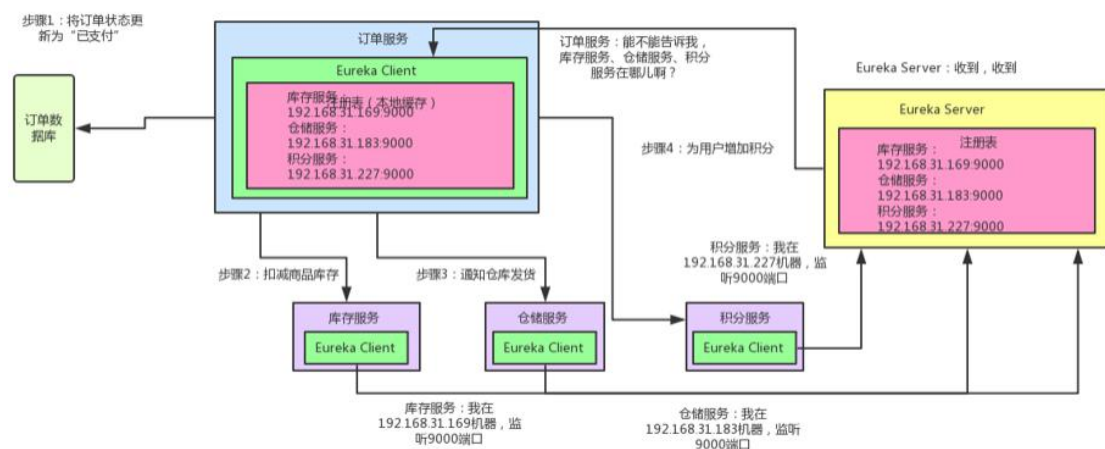 步骤1：将订单状态更
新为“已支付”
订单数
据库
订单服务
Eureka Client
注册表（本地缓存）
库存服务：
192.168.31.169:9000
仓储服务：
192.168.31.183:9000
积分服务：
192.168.31.227:9000
订单服务：能不能告诉我，
库存服务、仓储服务、积分
服务在哪儿啊？
Eureka Server：收到，收到
Eureka Server
注册表
库存服务：
192.168.31.169:9000
仓储服务：
192.168.31.183:9000
积分服务：
192.168.31.227:9000
步骤4：为用户增加积分
步骤2：扣减商品库存
步骤3：通知仓库发货
积分服务：我在
192.168.31.227机器，监
听9000端口
库存服务
Eureka Client
仓储服务
Eureka Client
积分服务
Eureka Client
库存服务：我在
192.168.31.169机器，监
听9000端口
仓储服务：我在
192.168.31.183机器，监听
9000端口